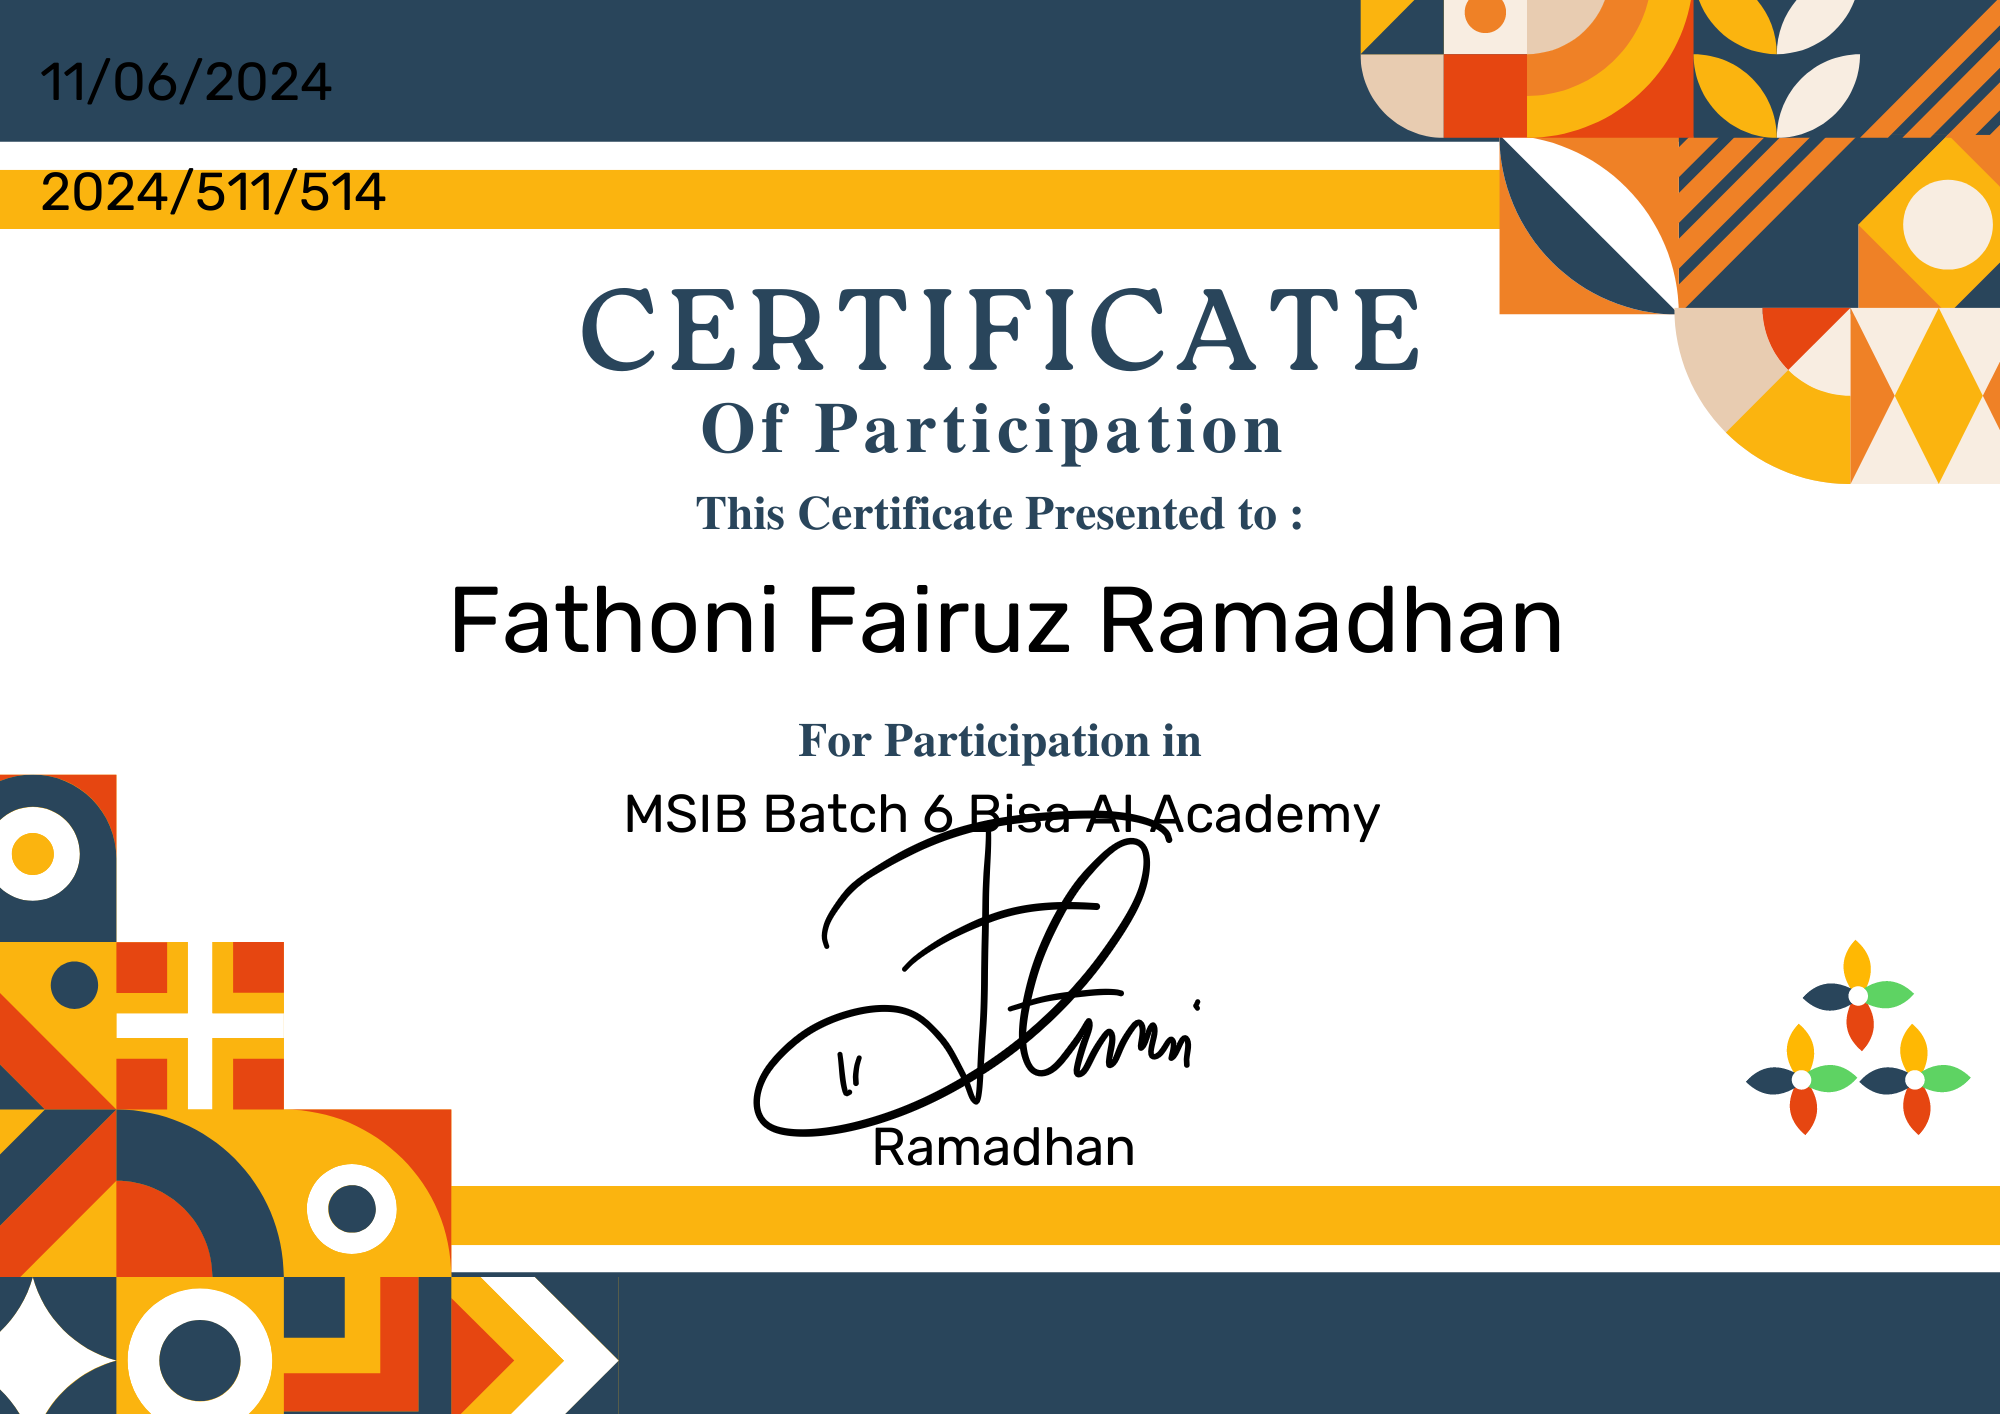 11/06/2024
2024/511/514
CERTIFICATE
Of Participation
This Certificate Presented to :
Fathoni Fairuz Ramadhan
For Participation in
MSIB Batch 6 Bisa AI Academy
Ramadhan